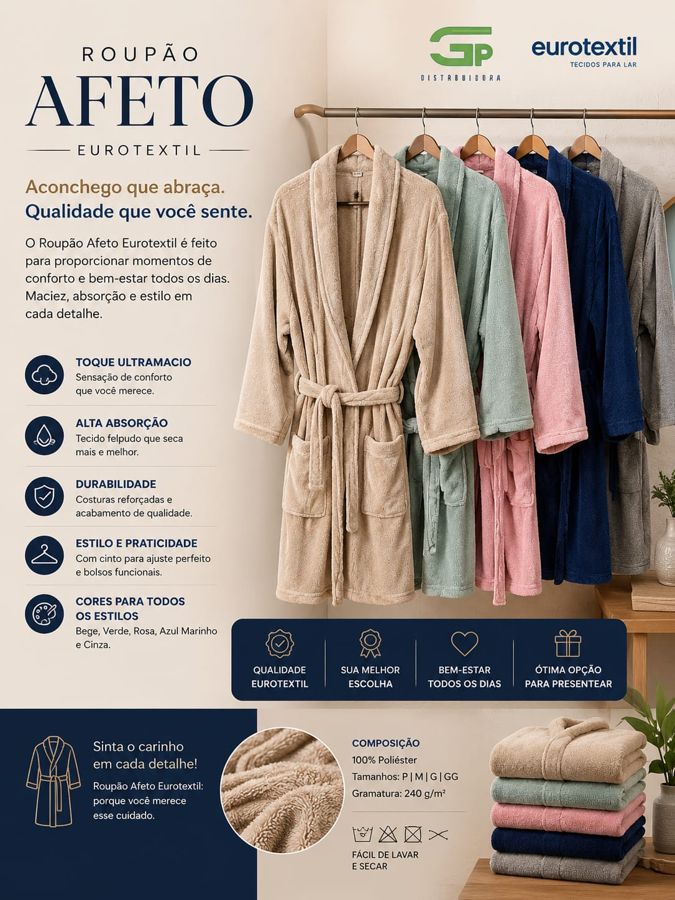 ROUPÃO
AFETO
EUROTEXTIL
GP
DISTRIBUIDORA
eurotextil
TECIDOS PARA LAR
Aconchego que abraça.
Qualidade que você sente.
O Roupão Afeto Eurotextil é feito
para proporcionar momentos de
conforto e bem-estar todos os dias.
Maciez, absorção e estilo em
cada detalhe.
TOQUE ULTRAMACIO
Sensação de conforto
que você merece.
ALTA ABSORÇÃO
Tecido felpudo que seca
mais e melhor.
DURABILIDADE
Costuras reforçadas e
acabamento de qualidade.
ESTILO E PRATICIDADE
Com cinto para ajuste perfeito
e bolsos funcionais.
CORES PARA TODOS
OS ESTILOS
Bege, Verde, Rosa, Azul Marinho
e Cinza.
QUALIDADE
EUROTEXTIL
SUA MELHOR
ESCOLHA
BEM-ESTAR
TODOS OS DIAS
ÓTIMA OPÇÃO
PARA PRESENTEAR
Sinta o carinho
em cada detalhe!
Roupão Afeto Eurotextil:
porque você merece
esse cuidado.
COMPOSIÇÃO
100% Poliéster
Tamanhos: P | M | G | GG
Gramatura: 240 g/m²
FÁCIL DE LAVAR
E SECAR